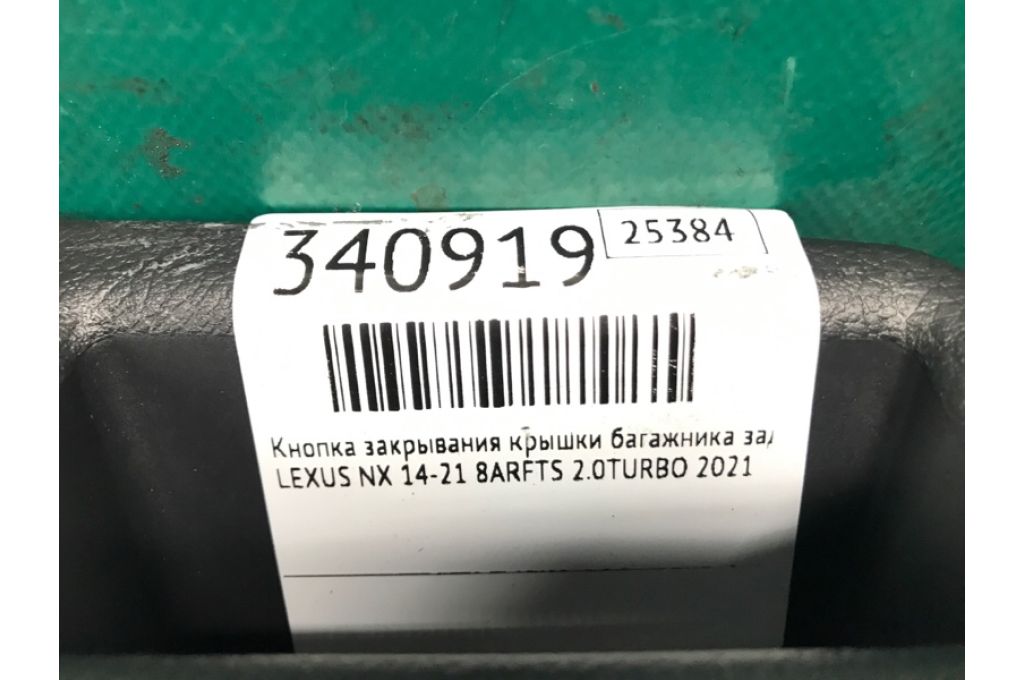 340919
25384
Кнопка закрывания крышки багажника
LEXUS NX 14-21 8ARFTS 2.0TURBO 2021